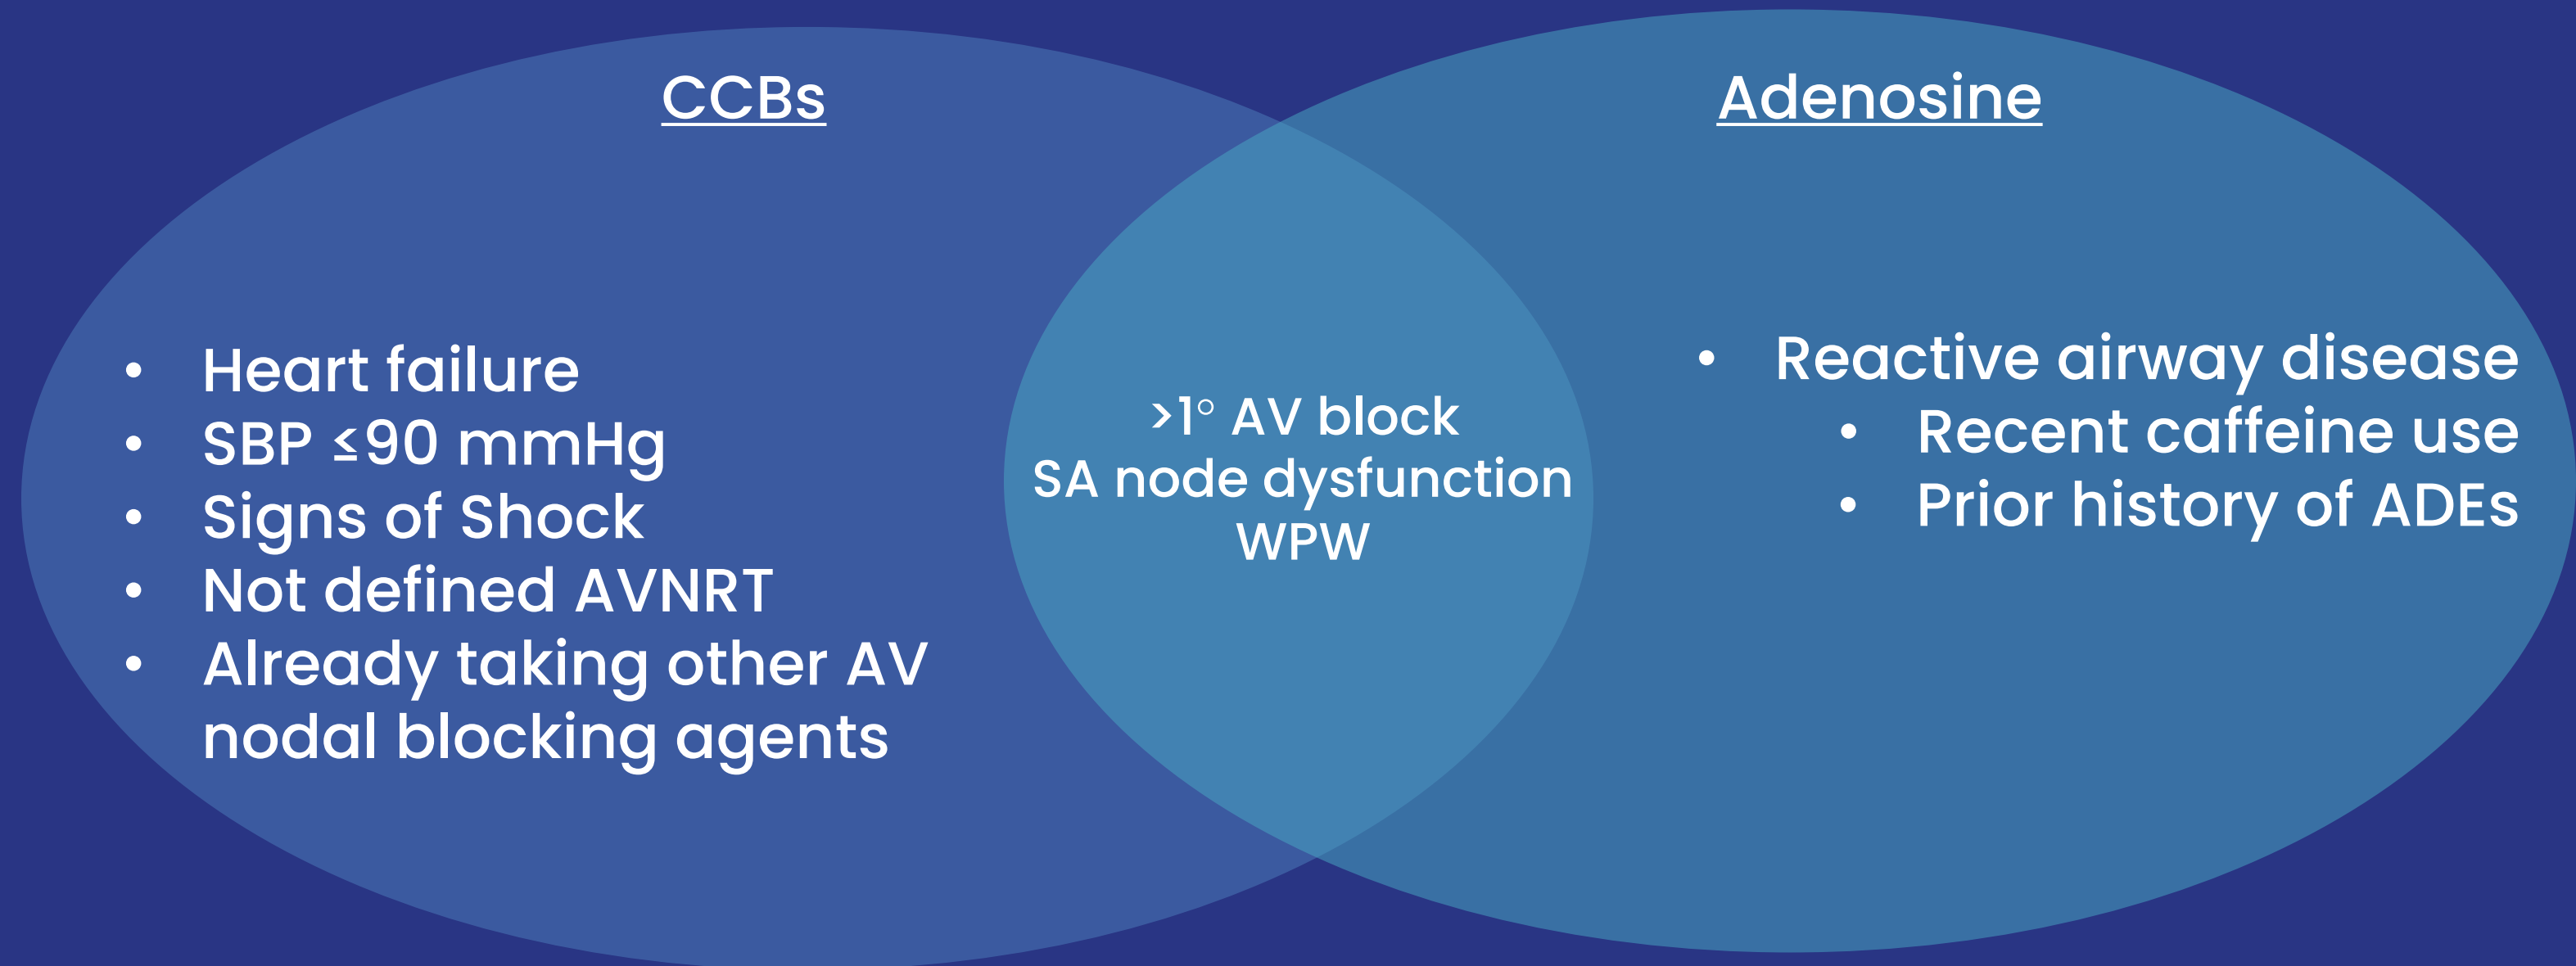 CCBs
• Heart failure
• SBP ≤90 mmHg
• Signs of Shock
• Not defined AVNRT
• Already taking other AV
nodal blocking agents
>1° AV block
SA node dysfunction
WPW
Adenosine
• Reactive airway disease
• Recent caffeine use
• Prior history of ADEs